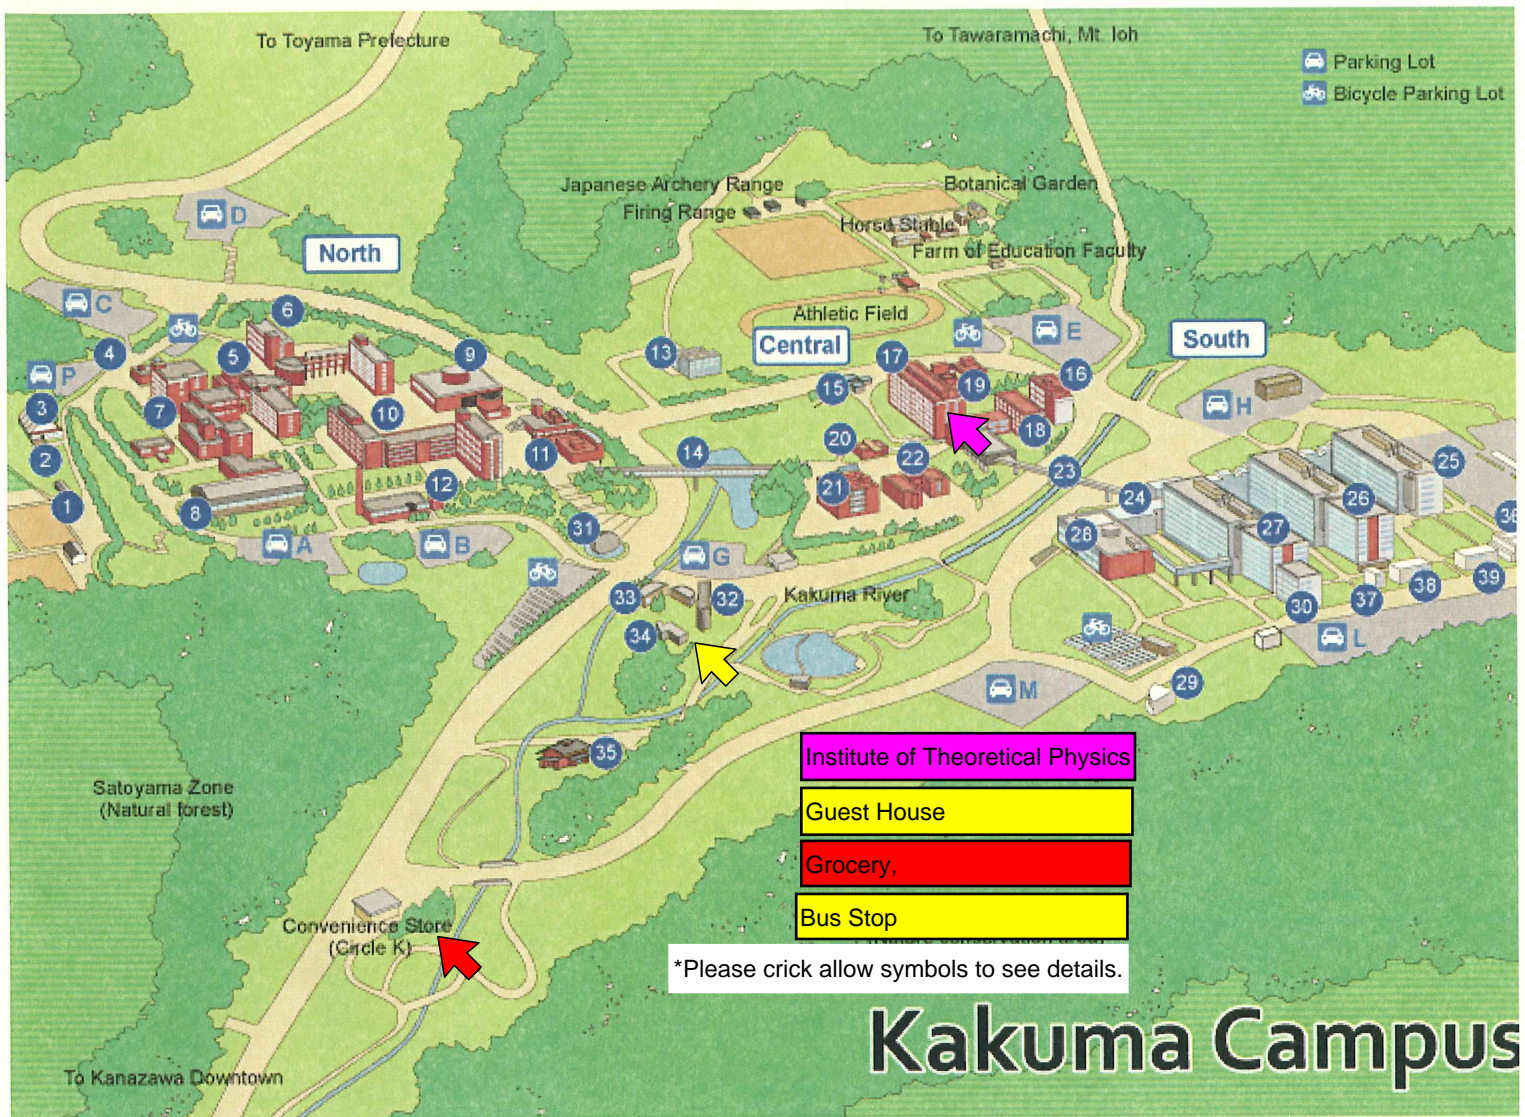 To Toyama Prefecture
To Tawaramachi, Mt. Ioh
Parking Lot
Bicycle Parking Lot
Japanese Archery Range
Firing Range
Botanical Garden
Horse Stable
Farm of Education Faculty
Athletic Field
North
Central
South
D
C
P
E
H
A
B
G
L
M
1
2
3
4
5
6
7
8
9
10
11
12
13
14
15
16
17
18
19
20
21
22
23
24
25
26
27
28
29
30
31
32
33
34
35
36
37
38
39
Kakuma River
Satoyama Zone
(Natural forest)
Institute of Theoretical Physics
Guest House
Grocery,
Bus Stop
*Please crick allow symbols to see details.
Convenience Store
(Circle K)
To Kanazawa Downtown
Kakuma Campus